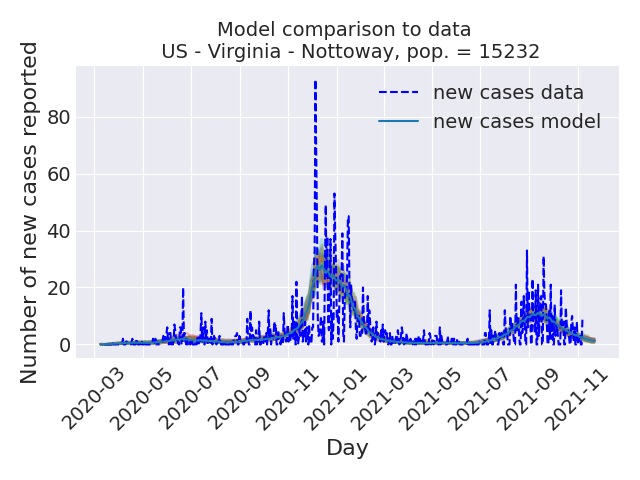 Model comparison to data
US - Virginia - Nottoway, pop. = 15232
Number of new cases reported
80
60
40
20
0
new cases data
new cases model
2020-03
2020-05
2020-07
2020-09
2020-11
2021-01
2021-03
2021-05
2021-07
2021-09
2021-11
Day